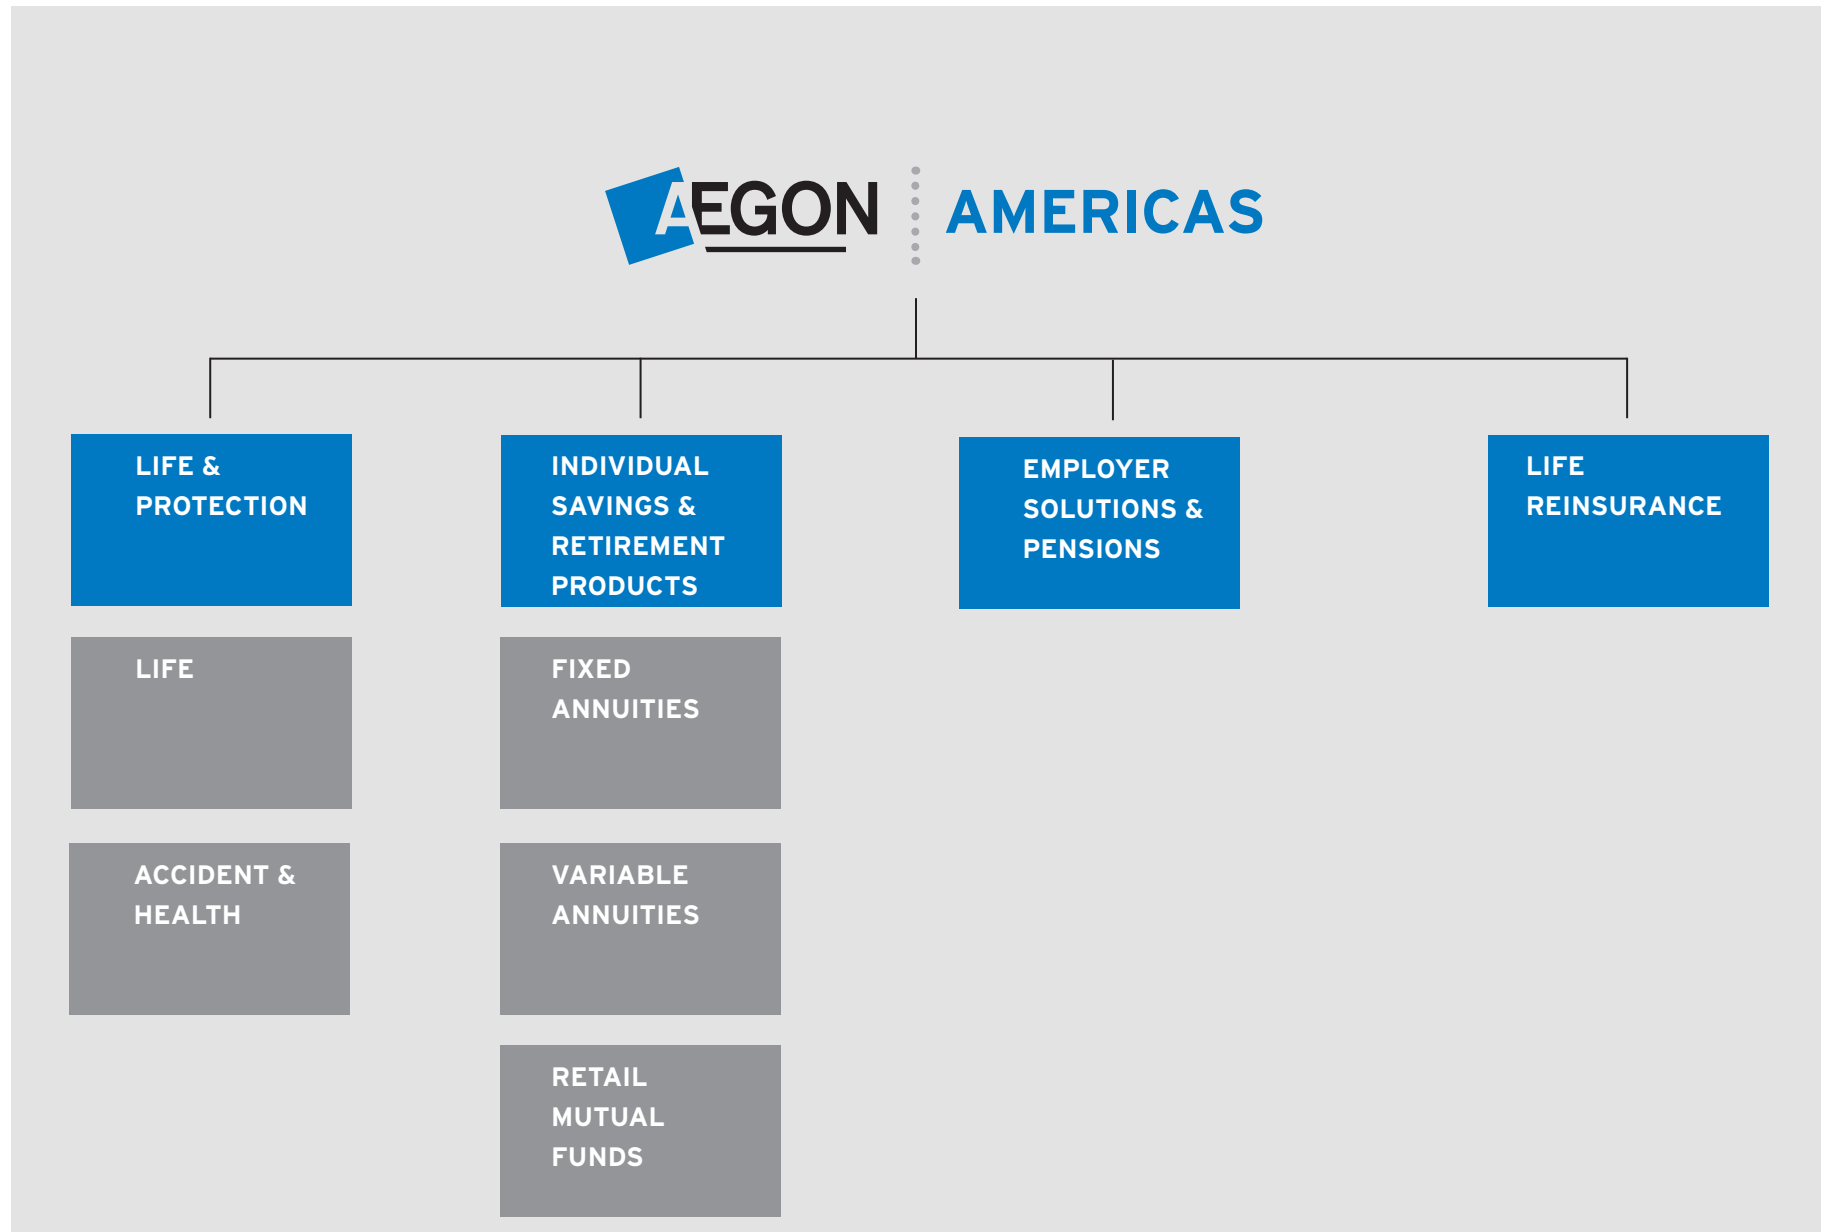 AEGON AMERICAS
LIFE &
PROTECTION
INDIVIDUAL
SAVINGS &
RETIREMENT
PRODUCTS
EMPLOYER
SOLUTIONS &
PENSIONS
LIFE
REINSURANCE
LIFE
FIXED
ANNUITIES
ACCIDENT &
HEALTH
VARIABLE
ANNUITIES
RETAIL
MUTUAL
FUNDS